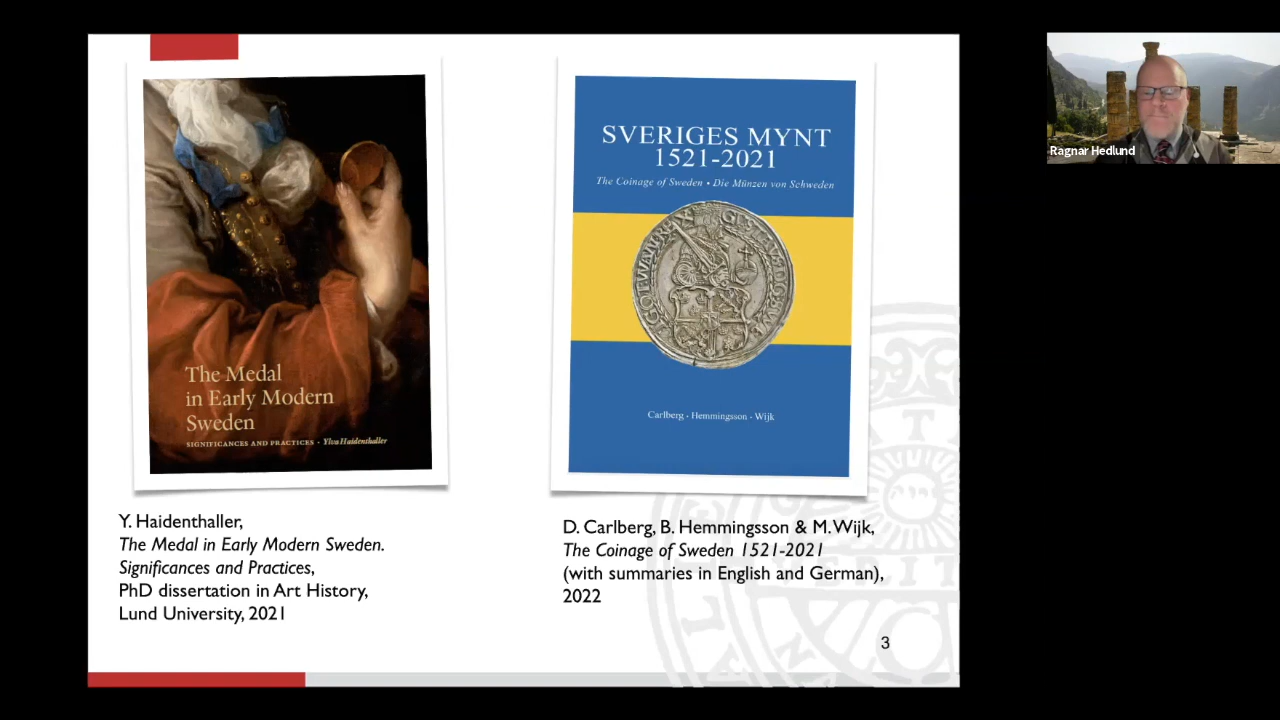 The Medal
in Early Modern
Sweden
SIGNIFICANCES AND PRACTICES · Ylva Haidenthaller
Y. Haidenthaller,
The Medal in Early Modern Sweden.
Significances and Practices,
PhD dissertation in Art History,
Lund University, 2021
SVERIGES MYNT
1521-2021
The Coinage of Sweden • Die Münzen von Schweden
Carlberg · Hemmingsson · Wijk
D. Carlberg, B. Hemmingsson & M. Wijk,
The Coinage of Sweden 1521-2021
(with summaries in English and German),
2022
3
Ragnar Hedlund